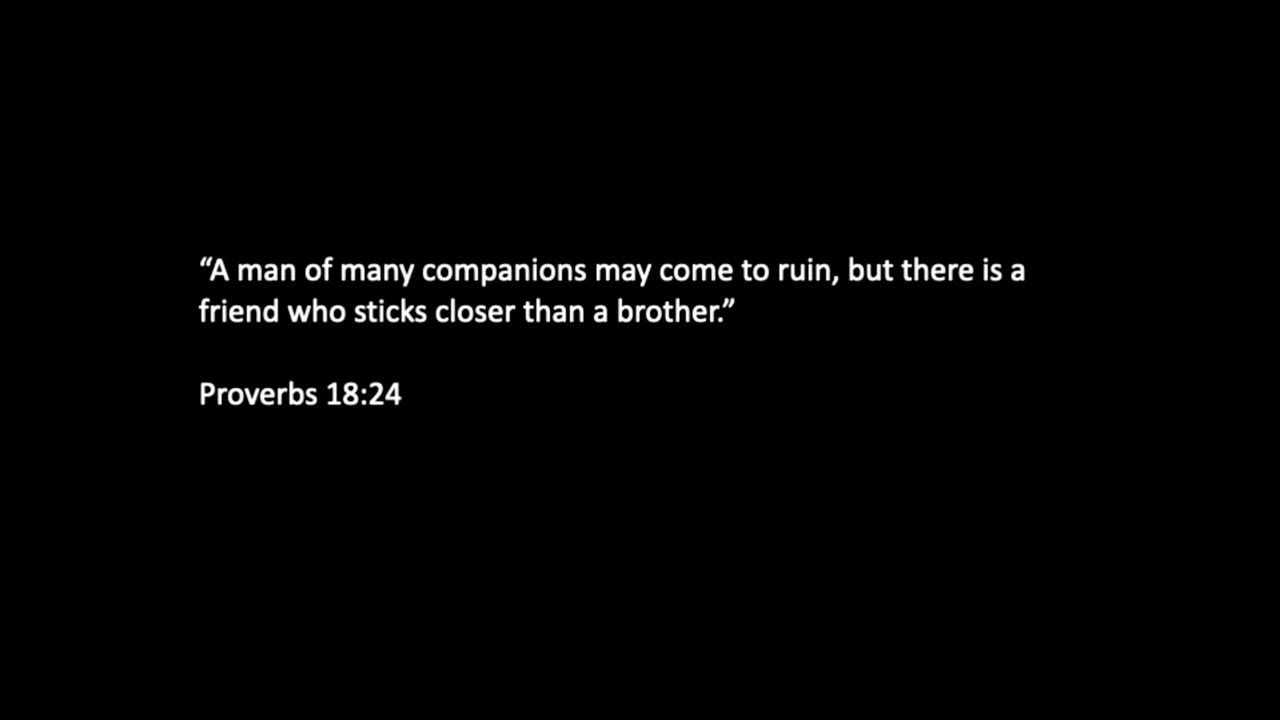 “A man of many companions may come to ruin, but there is a
friend who sticks closer than a brother.”
Proverbs 18:24